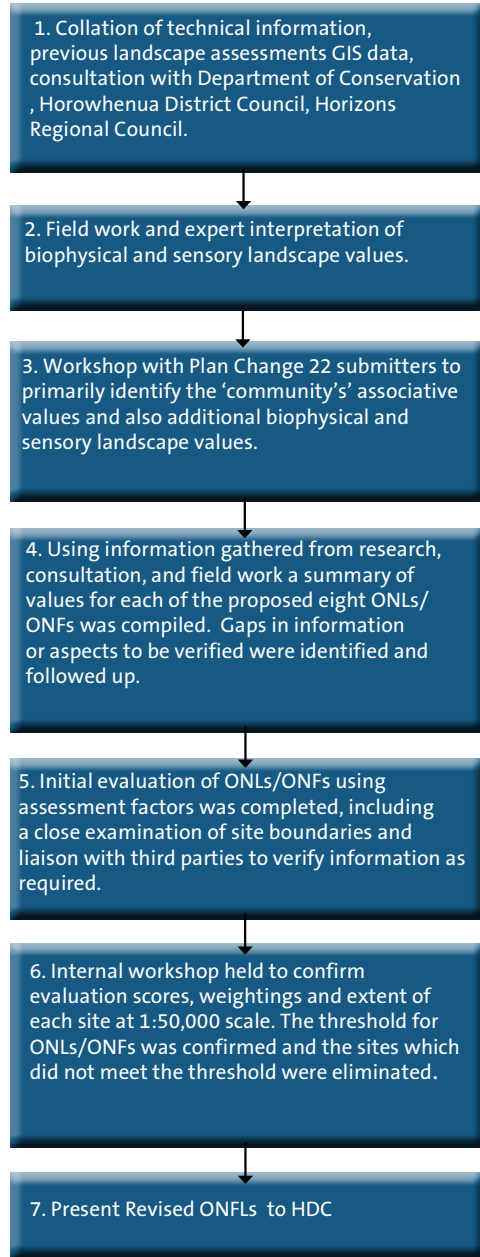 1. Collation of technical information,
previous landscape assessments GIS data,
consultation with Department of Conservation
, Horowhenua District Council, Horizons
Regional Council.
2. Field work and expert interpretation of
biophysical and sensory landscape values.
3. Workshop with Plan Change 22 submitters to
primarily identify the ‘community’s’ associative
values and also additional biophysical and
sensory landscape values.
4. Using information gathered from research,
consultation, and field work a summary of
values for each of the proposed eight ONLs/
ONFs was compiled. Gaps in information
or aspects to be verified were identified and
followed up.
5. Initial evaluation of ONLs/ONFs using
assessment factors was completed, including
a close examination of site boundaries and
liaison with third parties to verify information as
required.
6. Internal workshop held to confirm
evaluation scores, weightings and extent of
each site at 1:50,000 scale. The threshold for
ONLs/ONFs was confirmed and the sites which
did not meet the threshold were eliminated.
7. Present Revised ONFLs to HDC